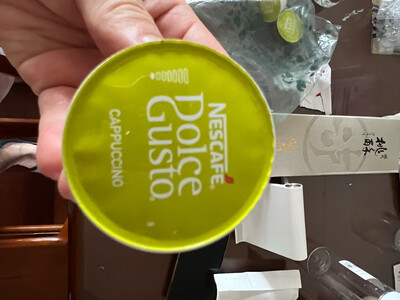 NESCAFÉ
Dolce
Gusto
CAPPUCCINO